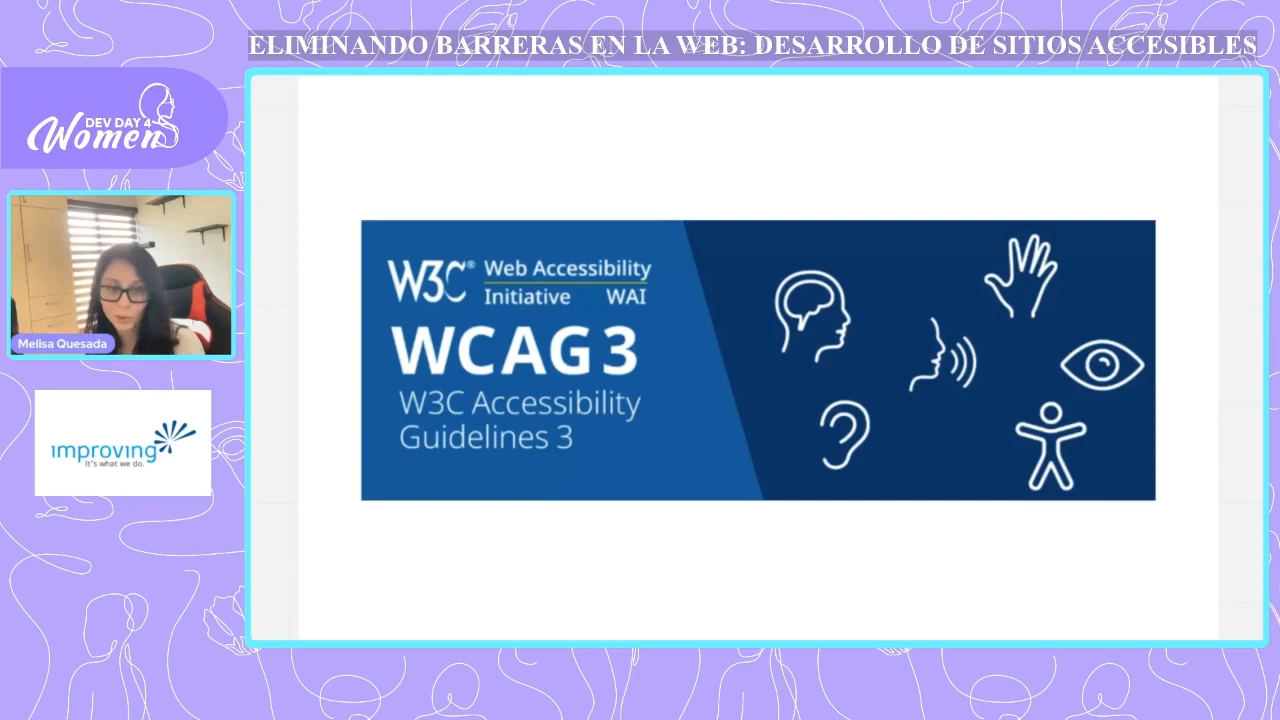 ELIMINANDO BARRERAS EN LA WEB: DESARROLLO DE SITIOS ACCESIBLES
DEV DAY 4
Women
Melisa Quesada
improving
It's what we do.
W3C® Web Accessibility
Initiative WAI
WCAG 3
W3C Accessibility
Guidelines 3